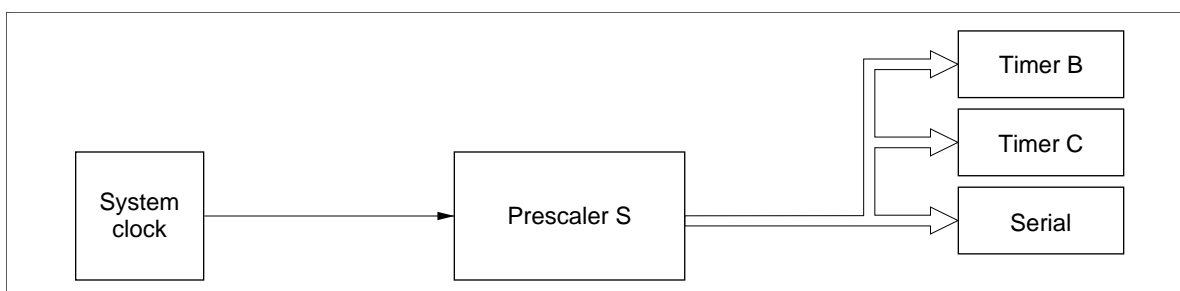 System
clock
Prescaler S
Timer B
Timer C
Serial